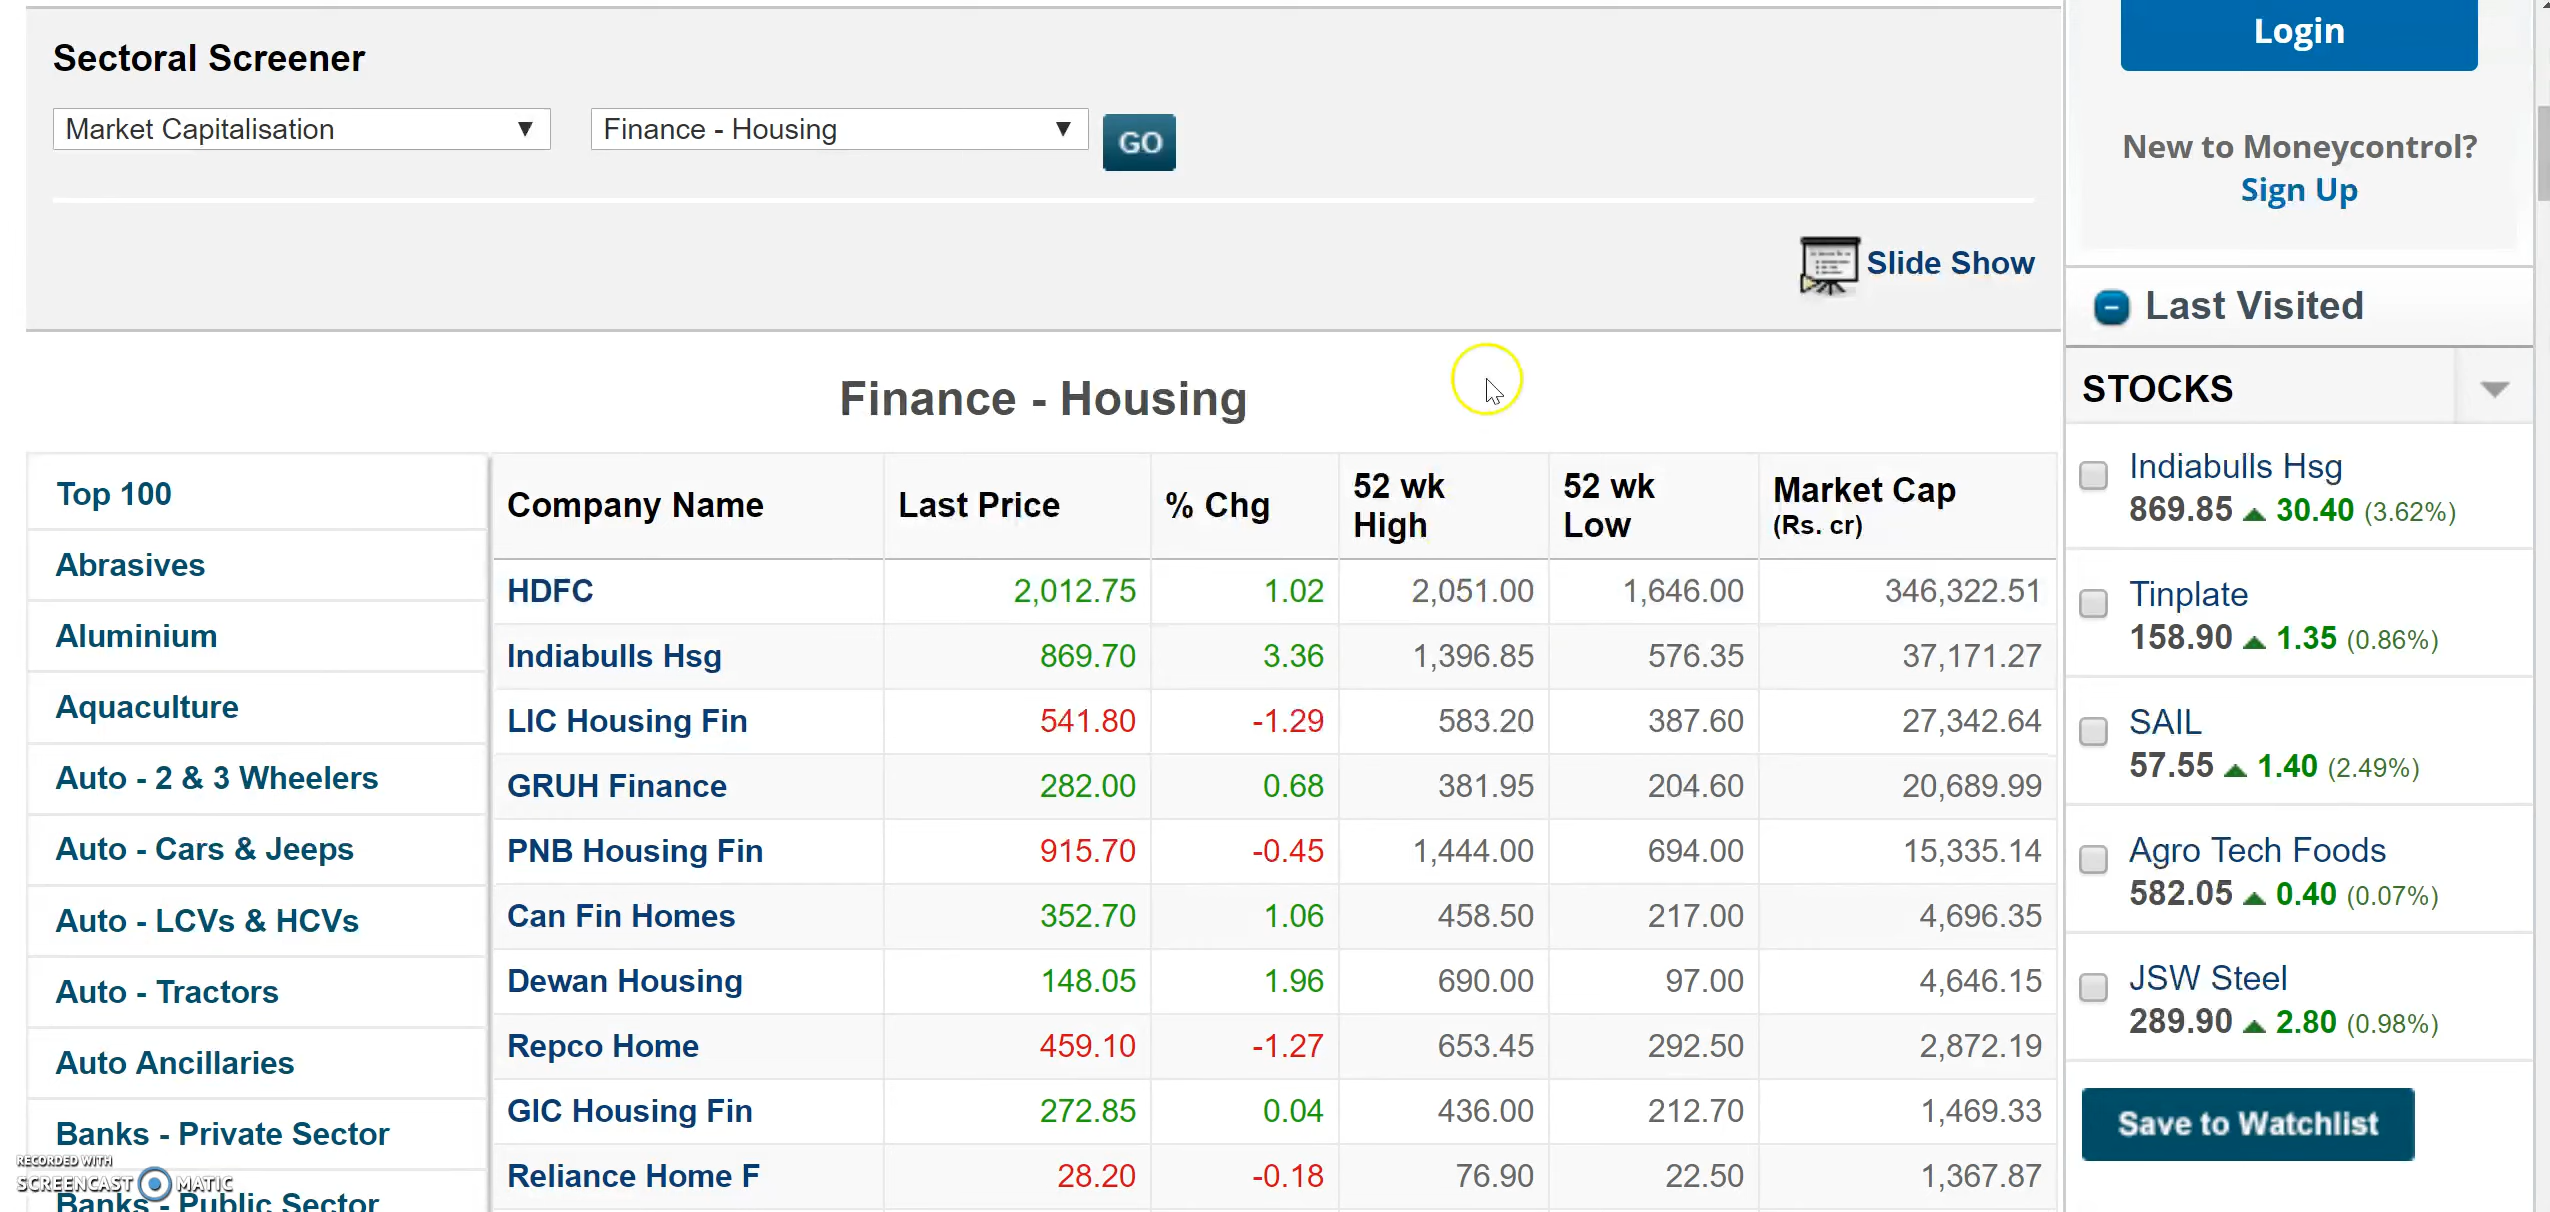 Sectoral Screener
Market Capitalisation
Finance - Housing
GO
Slide Show
Finance - Housing
Top 100
Abrasives
Aluminium
Aquaculture
Auto - 2 & 3 Wheelers
Auto - Cars & Jeeps
Auto - LCVs & HCVs
Auto - Tractors
Auto Ancillaries
Banks - Private Sector
Banks - Public Sector
Company Name Last Price % Chg 52 wk High 52 wk Low Market Cap (Rs. cr)
HDFC 2,012.75 1.02 2,051.00 1,646.00 346,322.51
Indiabulls Hsg 869.70 3.36 1,396.85 576.35 37,171.27
LIC Housing Fin 541.80 -1.29 583.20 387.60 27,342.64
GRUH Finance 282.00 0.68 381.95 204.60 20,689.99
PNB Housing Fin 915.70 -0.45 1,444.00 694.00 15,335.14
Can Fin Homes 352.70 1.06 458.50 217.00 4,696.35
Dewan Housing 148.05 1.96 690.00 97.00 4,646.15
Repco Home 459.10 -1.27 653.45 292.50 2,872.19
GIC Housing Fin 272.85 0.04 436.00 212.70 1,469.33
Reliance Home F 28.20 -0.18 76.90 22.50 1,367.87
Login
New to Moneycontrol?
Sign Up
Last Visited
STOCKS
Indiabulls Hsg
869.85 30.40 (3.62%)
Tinplate
158.90 1.35 (0.86%)
SAIL
57.55 1.40 (2.49%)
Agro Tech Foods
582.05 0.40 (0.07%)
JSW Steel
289.90 2.80 (0.98%)
Save to Watchlist
RECORDED WITH
SCREENCAST MATIC